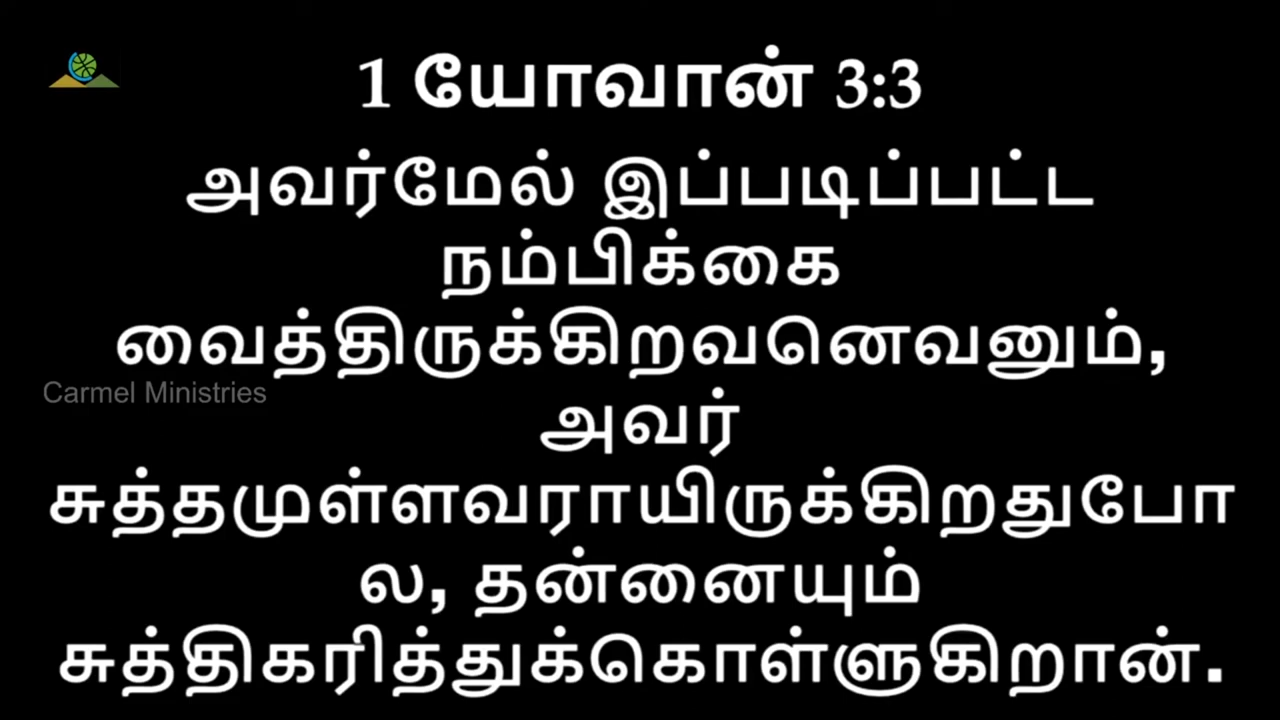 1 யோவான் 3:3
அவர்மேல் இப்படிப்பட்ட
நம்பிக்கை
வைத்திருக்கிறவனெவனும்,
Carmel Ministries
அவர்
சுத்தமுள்ளவராயிருக்கிறதுபோ
ல, தன்னையும்
சுத்திகரித்துக்கொள்ளுகிறான்.